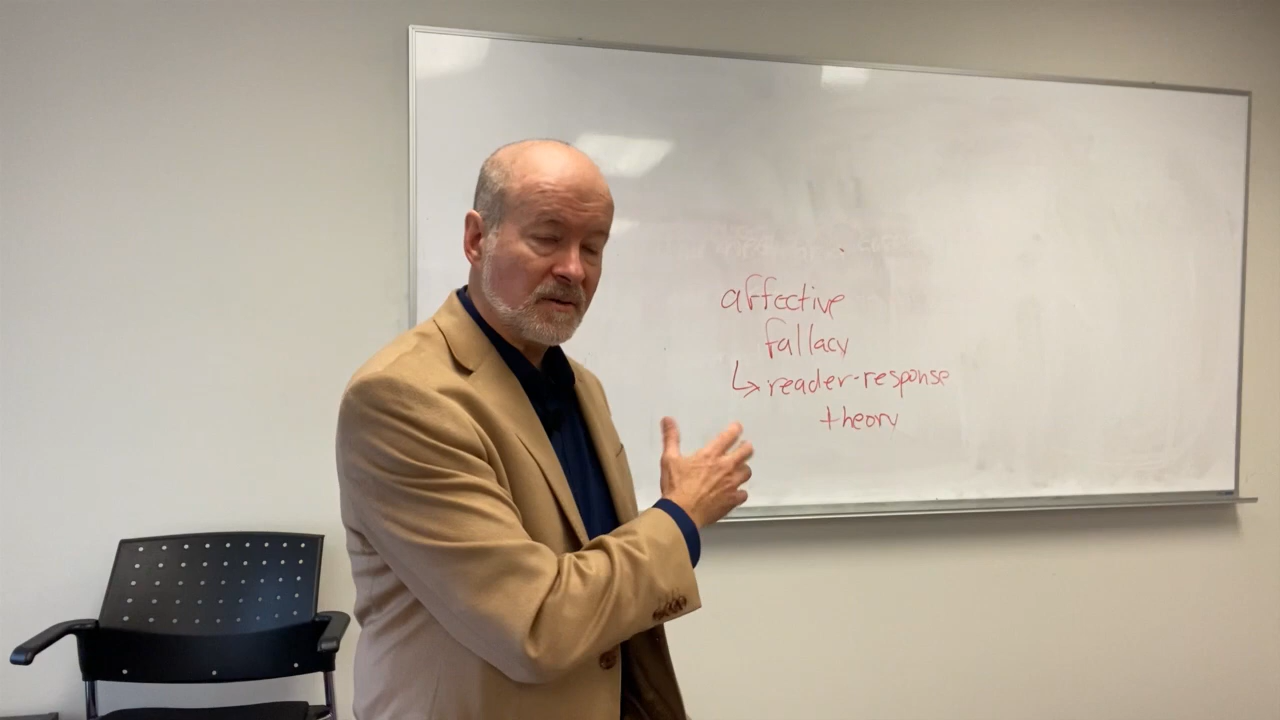 affective
fallacy
↳ reader-response
theory